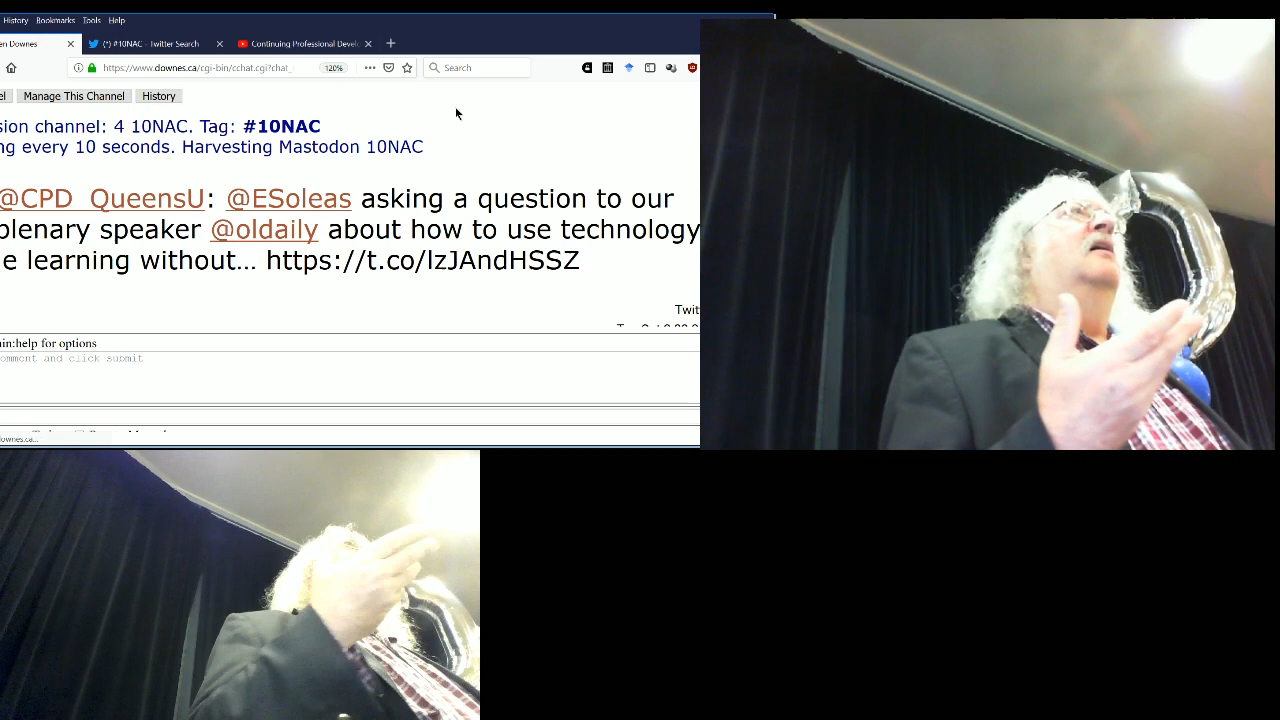 History Bookmarks Tools Help
en Downes
(*) #10NAC - Twitter Search
Continuing Professional Develo
https://www.downes.ca/cgi-bin/cchat.cgi?chat_
120%
Search
el
Manage This Channel
History
sion channel: 4 10NAC. Tag: #10NAC
ng every 10 seconds. Harvesting Mastodon 10NAC
@CPD_QueensU: @ESoleas asking a question to our
plenary speaker @oldaily about how to use technology
e learning without… https://t.co/lzJAndHSSZ
Twit
in:help for options
omment and click submit
downes.ca...